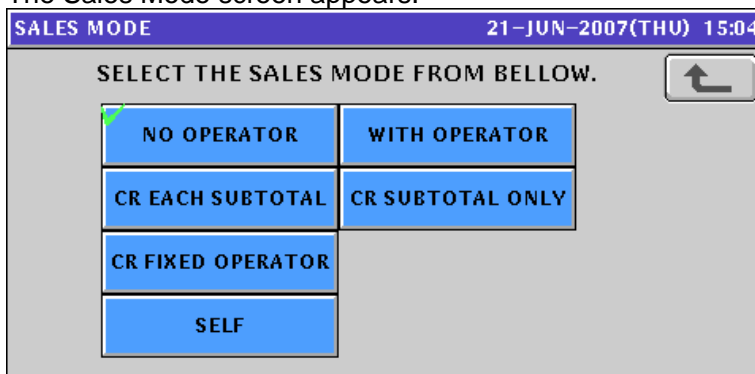 The Sales Mode screen appears.
SALES MODE 21-JUN-2007(THU) 15:04
SELECT THE SALES MODE FROM BELLOW.
NO OPERATOR WITH OPERATOR
CR EACH SUBTOTAL CR SUBTOTAL ONLY
CR FIXED OPERATOR
SELF